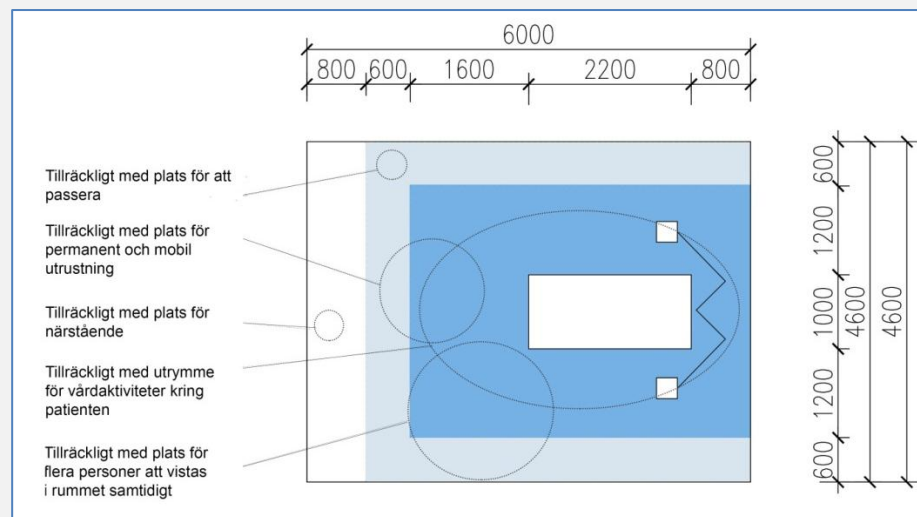 6000
800 600 1600 2200 800
Tillräckligt med plats för att
passera
Tillräckligt med plats för
permanent och mobil
utrustning
Tillräckligt med plats för
närstående
Tillräckligt med utrymme
för vårdaktiviteter kring
patienten
Tillräckligt med plats för
flera personer att vistas
i rummet samtidigt
600
1200
1000
1200
600
4600
4600